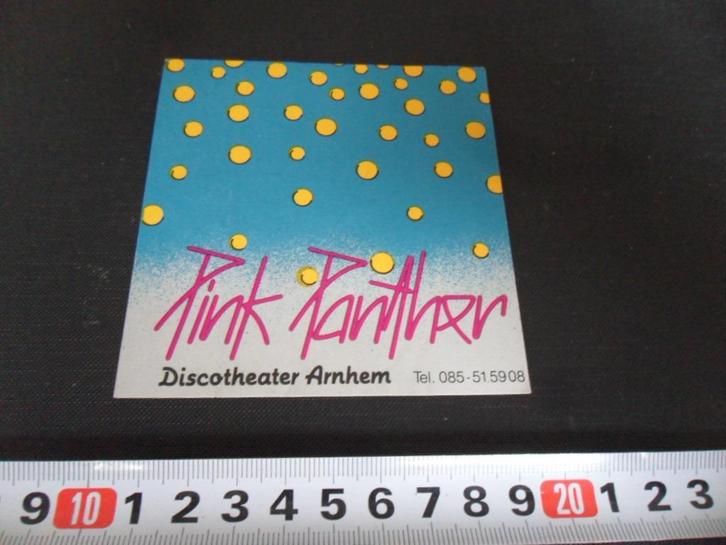 Pink Panther
Discotheater Arnhem Tel. 085-515908
9 10 1 2 3 4 5 6 7 8 9 20 1 2 3